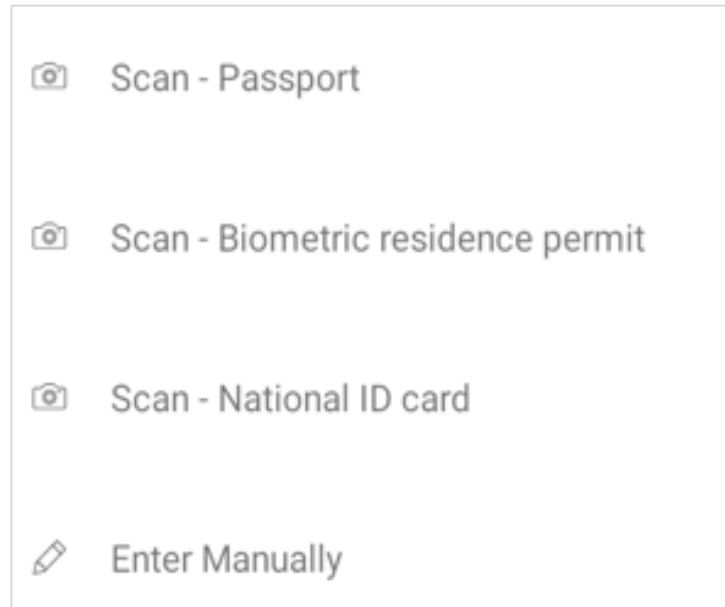 Scan - Passport
Scan - Biometric residence permit
Scan - National ID card
Enter Manually